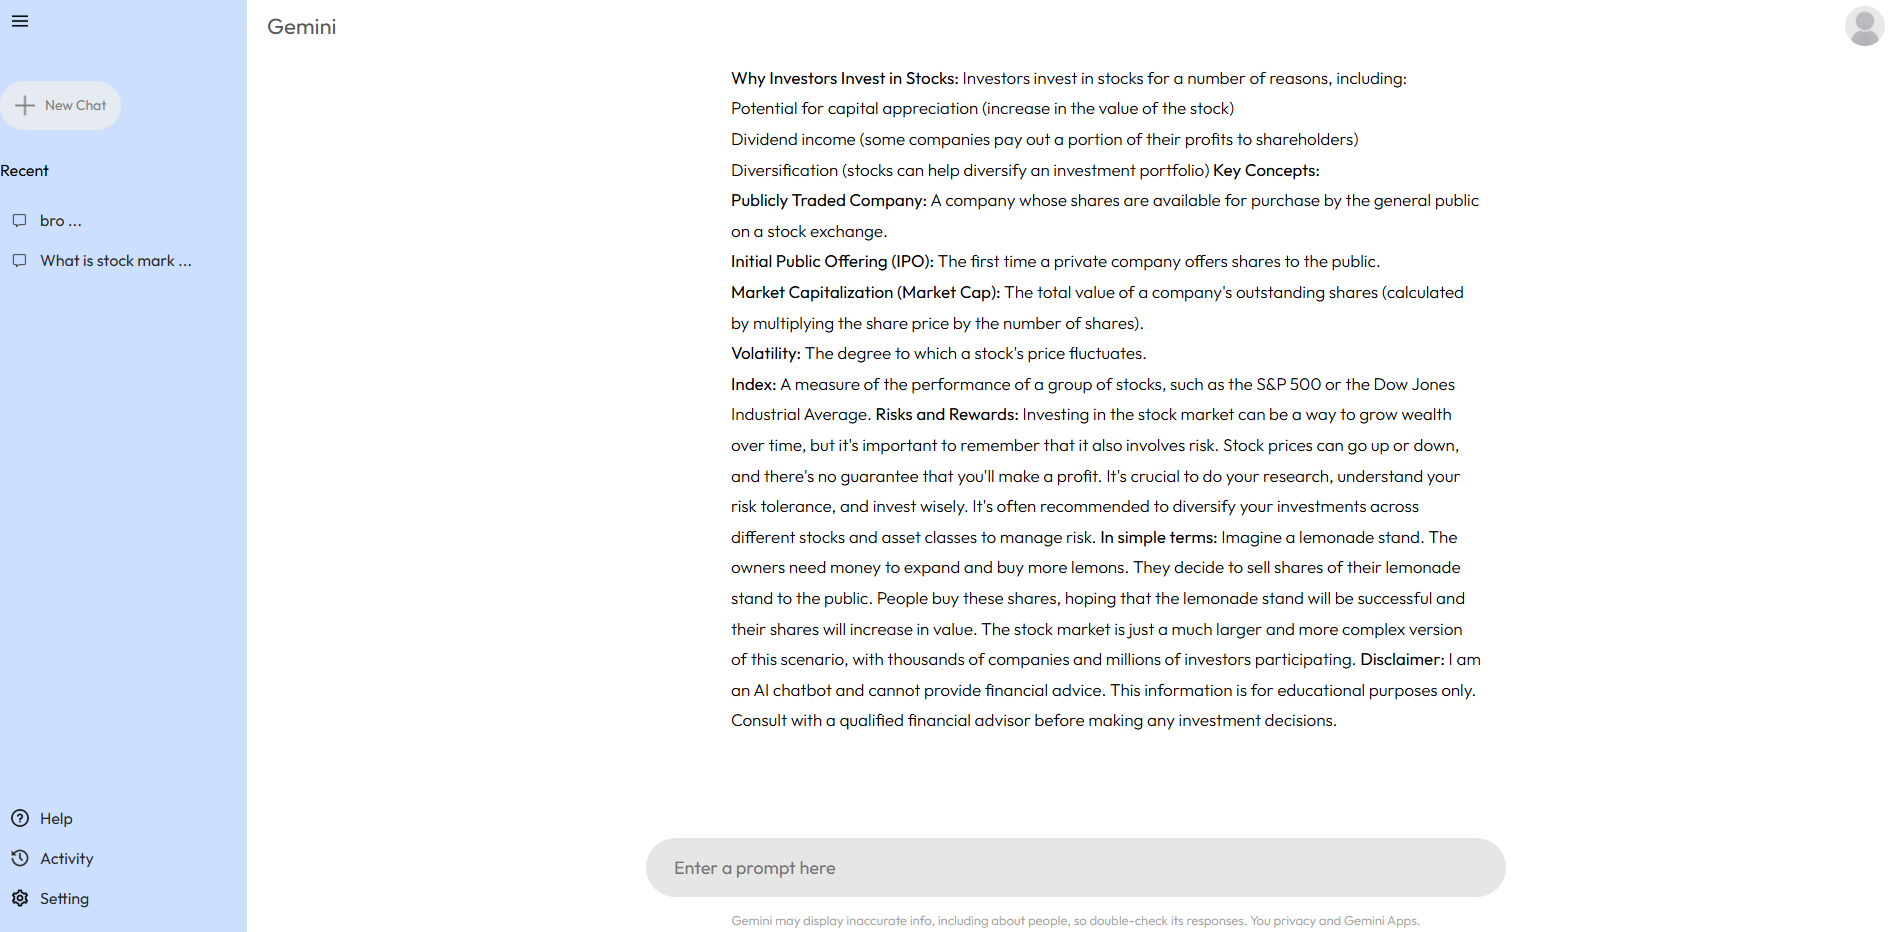 Gemini
New Chat
Recent
bro ...
What is stock mark ...
Help
Activity
Setting
Why Investors Invest in Stocks: Investors invest in stocks for a number of reasons, including:
Potential for capital appreciation (increase in the value of the stock)
Dividend income (some companies pay out a portion of their profits to shareholders)
Diversification (stocks can help diversify an investment portfolio) Key Concepts:
Publicly Traded Company: A company whose shares are available for purchase by the general public
on a stock exchange.
Initial Public Offering (IPO): The first time a private company offers shares to the public.
Market Capitalization (Market Cap): The total value of a company's outstanding shares (calculated
by multiplying the share price by the number of shares).
Volatility: The degree to which a stock's price fluctuates.
Index: A measure of the performance of a group of stocks, such as the S&P 500 or the Dow Jones
Industrial Average. Risks and Rewards: Investing in the stock market can be a way to grow wealth
over time, but it's important to remember that it also involves risk. Stock prices can go up or down,
and there's no guarantee that you'll make a profit. It's crucial to do your research, understand your
risk tolerance, and invest wisely. It's often recommended to diversify your investments across
different stocks and asset classes to manage risk. In simple terms: Imagine a lemonade stand. The
owners need money to expand and buy more lemons. They decide to sell shares of their lemonade
stand to the public. People buy these shares, hoping that the lemonade stand will be successful and
their shares will increase in value. The stock market is just a much larger and more complex version
of this scenario, with thousands of companies and millions of investors participating. Disclaimer: I am
an AI chatbot and cannot provide financial advice. This information is for educational purposes only.
Consult with a qualified financial advisor before making any investment decisions.
Enter a prompt here
Gemini may display inaccurate info, including about people, so double-check its responses. You privacy and Gemini Apps.